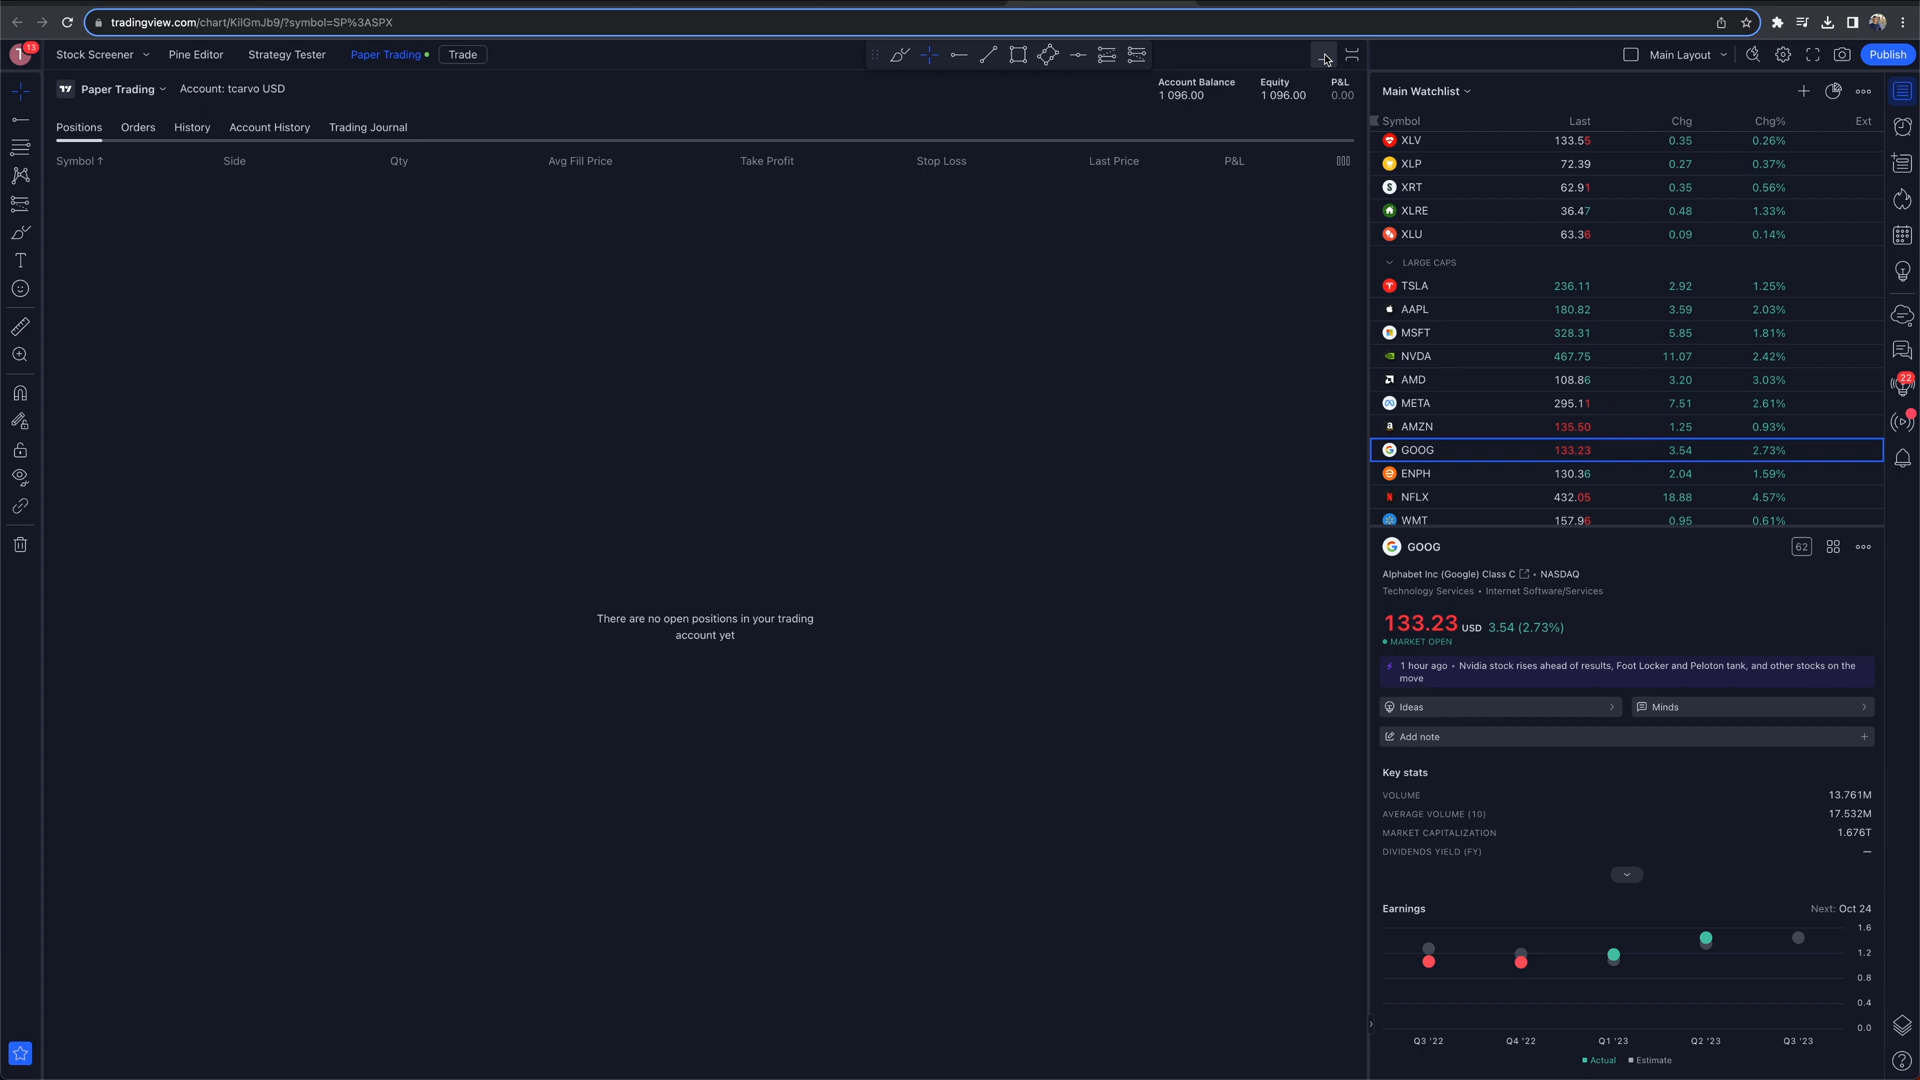 tradingview.com/chart/KilGmJb9/?symbol=SP%3ASPX
13
Stock Screener Pine Editor Strategy Tester Paper Trading Trade Main Layout Publish
Paper Trading Account: tcarvo USD
Account Balance Equity P&L
1 096.00 1 096.00 0.00
Positions Orders History Account History Trading Journal
Symbol ↑ Side Qty Avg Fill Price Take Profit Stop Loss Last Price P&L
There are no open positions in your trading
account yet
Main Watchlist
Symbol Last Chg Chg% Ext
XLV 133.55 0.35 0.26%
XLP 72.39 0.27 0.37%
XRT 62.91 0.35 0.56%
XLRE 36.47 0.48 1.33%
XLU 63.36 0.09 0.14%
LARGE CAPS
TSLA 236.11 2.92 1.25%
AAPL 180.82 3.59 2.03%
MSFT 328.31 5.85 1.81%
NVDA 467.75 11.07 2.42%
AMD 108.86 3.20 3.03%
META 295.11 7.51 2.61%
AMZN 135.50 1.25 0.93%
GOOG 133.23 3.54 2.73%
ENPH 130.36 2.04 1.59%
NFLX 432.05 18.88 4.57%
WMT 157.96 0.95 0.61%
22
GOOG 62
Alphabet Inc (Google) Class C • NASDAQ
Technology Services • Internet Software/Services
133.23 USD 3.54 (2.73%)
MARKET OPEN
1 hour ago • Nvidia stock rises ahead of results, Foot Locker and Peloton tank, and other stocks on the
move
Ideas Minds
Add note
Key stats
VOLUME 13.761M
AVERAGE VOLUME (10) 17.532M
MARKET CAPITALIZATION 1.676T
DIVIDENDS YIELD (FY) —
Earnings Next: Oct 24
1.6
1.2
0.8
0.4
0.0
Q3 '22 Q4 '22 Q1 '23 Q2 '23 Q3 '23
Actual Estimate